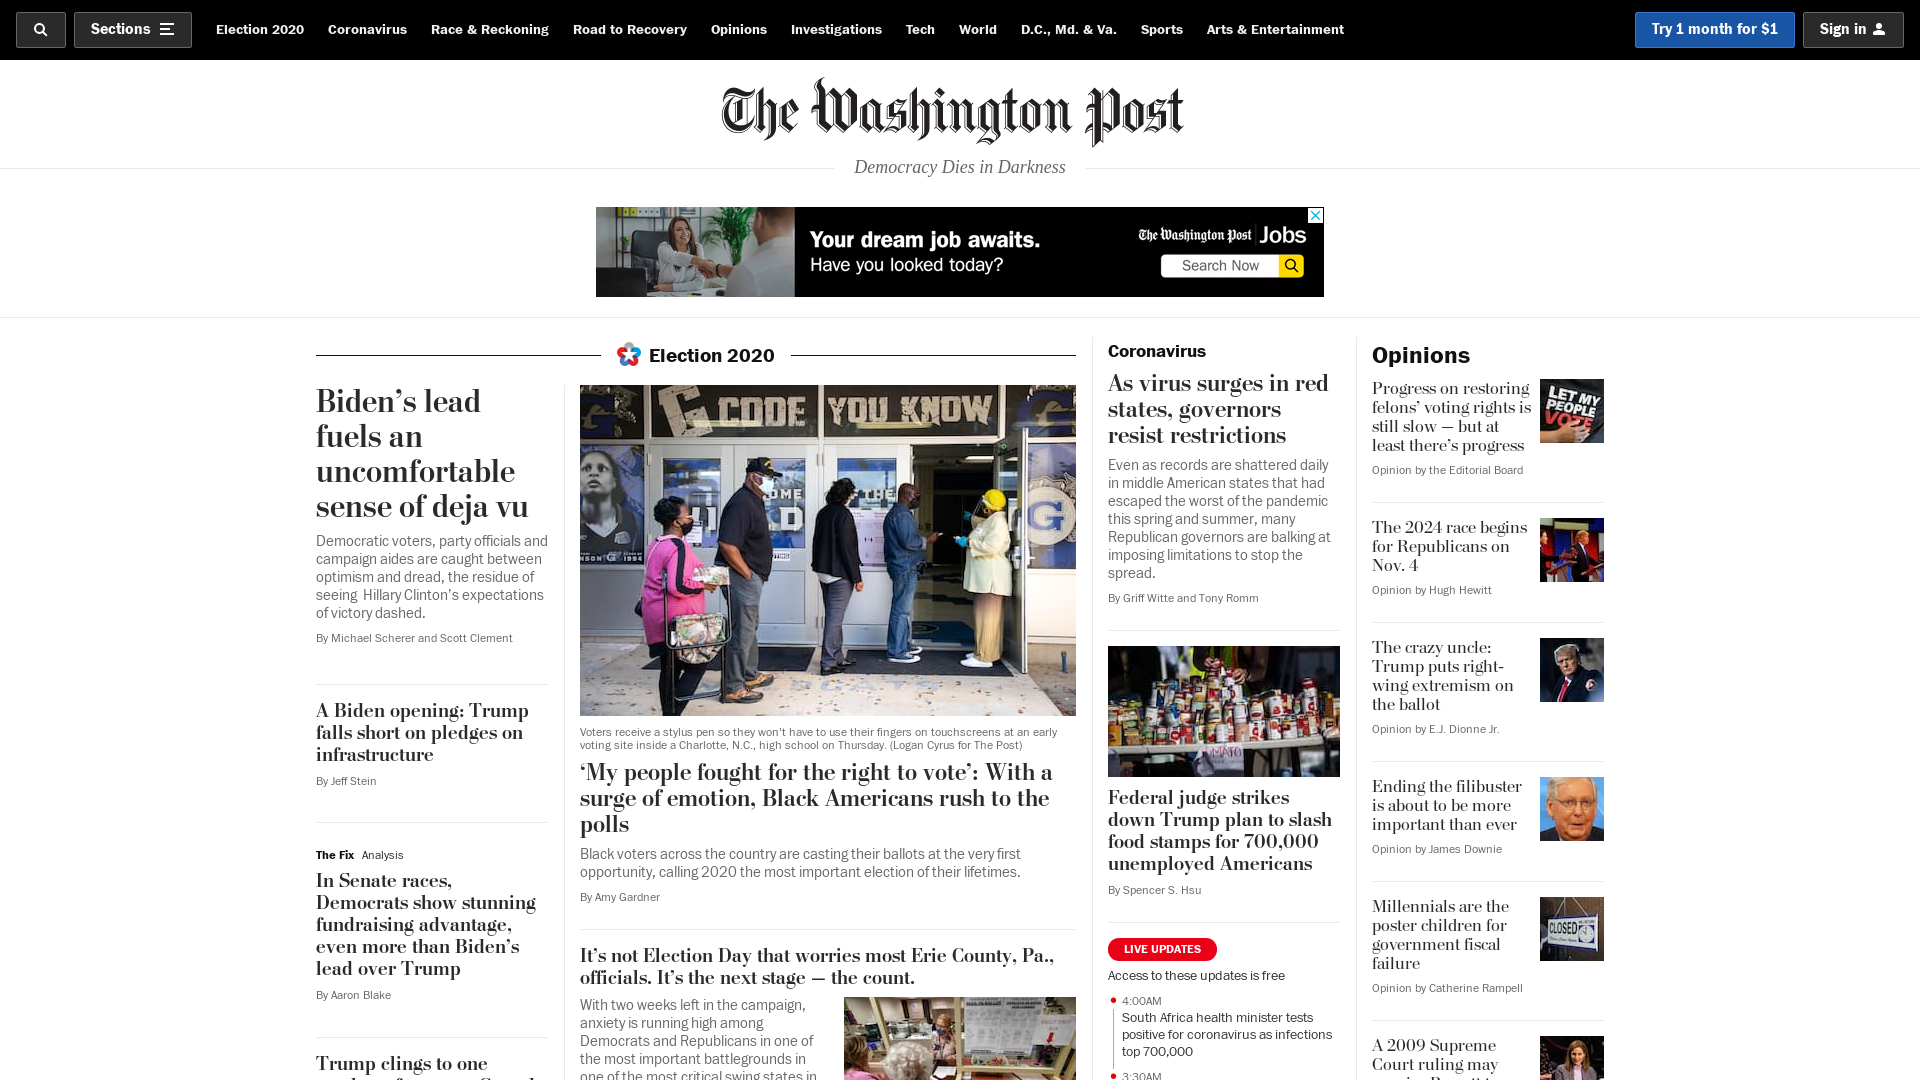 Sections
Election 2020
Coronavirus
Race & Reckoning
Road to Recovery
Opinions
Investigations
Tech
World
D.C., Md. & Va.
Sports
Arts & Entertainment
Try 1 month for $1
Sign in
The Washington Post
Democracy Dies in Darkness
Your dream job awaits.
Have you looked today?
The Washington Post Jobs
Search Now
Election 2020
Biden’s lead
fuels an
uncomfortable
sense of deja vu
Democratic voters, party officials and
campaign aides are caught between
optimism and dread, the residue of
seeing Hillary Clinton’s expectations
of victory dashed.
By Michael Scherer and Scott Clement
A Biden opening: Trump
falls short on pledges on
infrastructure
By Jeff Stein
The Fix Analysis
In Senate races,
Democrats show stunning
fundraising advantage,
even more than Biden’s
lead over Trump
By Aaron Blake
Trump clings to one
CODE YOU KNOW
Voters receive a stylus pen so they won't have to use their fingers on touchscreens at an early
voting site inside a Charlotte, N.C., high school on Thursday. (Logan Cyrus for The Post)
‘My people fought for the right to vote’: With a
surge of emotion, Black Americans rush to the
polls
Black voters across the country are casting their ballots at the very first
opportunity, calling 2020 the most important election of their lifetimes.
By Amy Gardner
It’s not Election Day that worries most Erie County, Pa.,
officials. It’s the next stage — the count.
With two weeks left in the campaign,
anxiety is running high among
Democrats and Republicans in one of
the most important battlegrounds in
one of the most critical swing states in
Coronavirus
As virus surges in red
states, governors
resist restrictions
Even as records are shattered daily
in middle American states that had
escaped the worst of the pandemic
this spring and summer, many
Republican governors are balking at
imposing limitations to stop the
spread.
By Griff Witte and Tony Romm
Federal judge strikes
down Trump plan to slash
food stamps for 700,000
unemployed Americans
By Spencer S. Hsu
LIVE UPDATES
Access to these updates is free
4:00AM
South Africa health minister tests
positive for coronavirus as infections
top 700,000
3:30AM
Opinions
Progress on restoring
felons’ voting rights is
still slow — but at
least there’s progress
Opinion by the Editorial Board
LET MY
PEOPLE
VOTE
The 2024 race begins
for Republicans on
Nov. 4
Opinion by Hugh Hewitt
The crazy uncle:
Trump puts right-
wing extremism on
the ballot
Opinion by E.J. Dionne Jr.
Ending the filibuster
is about to be more
important than ever
Opinion by James Downie
Millennials are the
poster children for
government fiscal
failure
Opinion by Catherine Rampell
CLOSED
A 2009 Supreme
Court ruling may